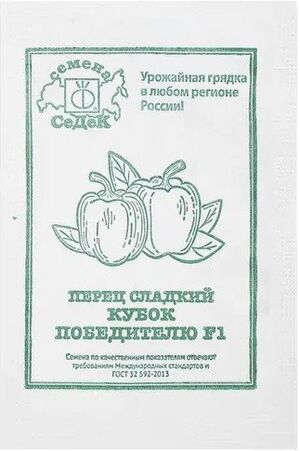 семена
СеДеК
Урожайная грядка
в любом регионе
России!
ПЕРЕЦ СЛАДКИЙ
КУБОК
ПОБЕДИТЕЛЮ F1
Семена по качественным показателям отвечают
требованиям Международных стандартов и
ГОСТ 32 592-2013